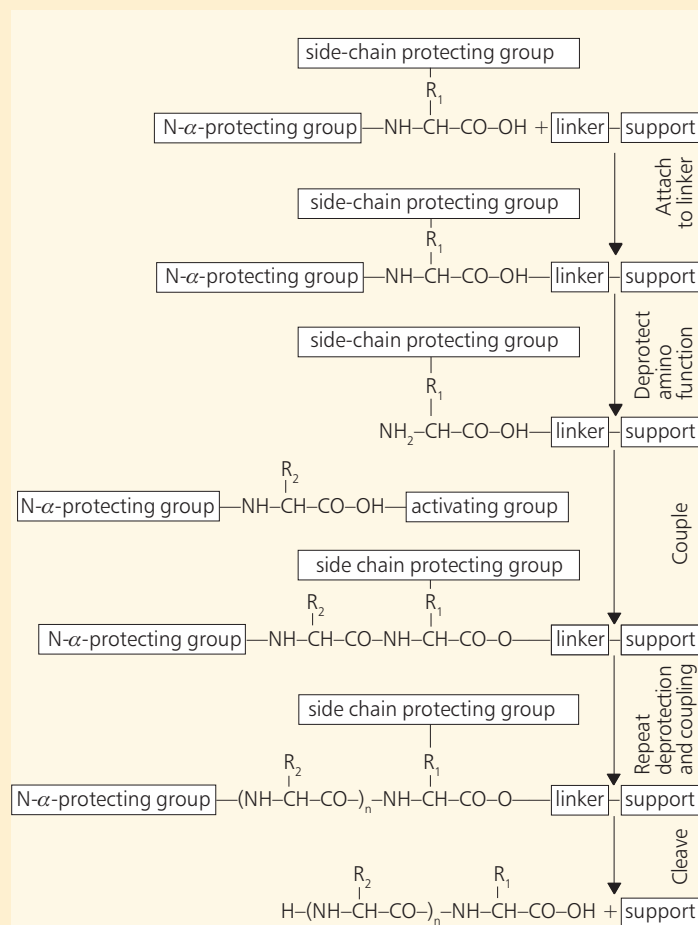 side-chain protecting group
R₁
N-α-protecting group—NH–CH–CO–OH + linker – support
Attach
to linker
side-chain protecting group
R₁
N-α-protecting group—NH–CH–CO–OH—linker – support
Deprotect
amino
function
side-chain protecting group
R₁
NH₂–CH–CO–OH—linker – support
R₂
N-α-protecting group—NH–CH–CO–OH—activating group
Couple
side chain protecting group
R₂ R₁
N-α-protecting group—NH–CH–CO–NH–CH–CO–O—linker – support
Repeat
deprotection
and coupling
side chain protecting group
R₂ R₁
N-α-protecting group—(NH–CH–CO–)ₙ–NH–CH–CO–O—linker – support
Cleave
R₂ R₁
H–(NH–CH–CO–)ₙ–NH–CH–CO–OH + support